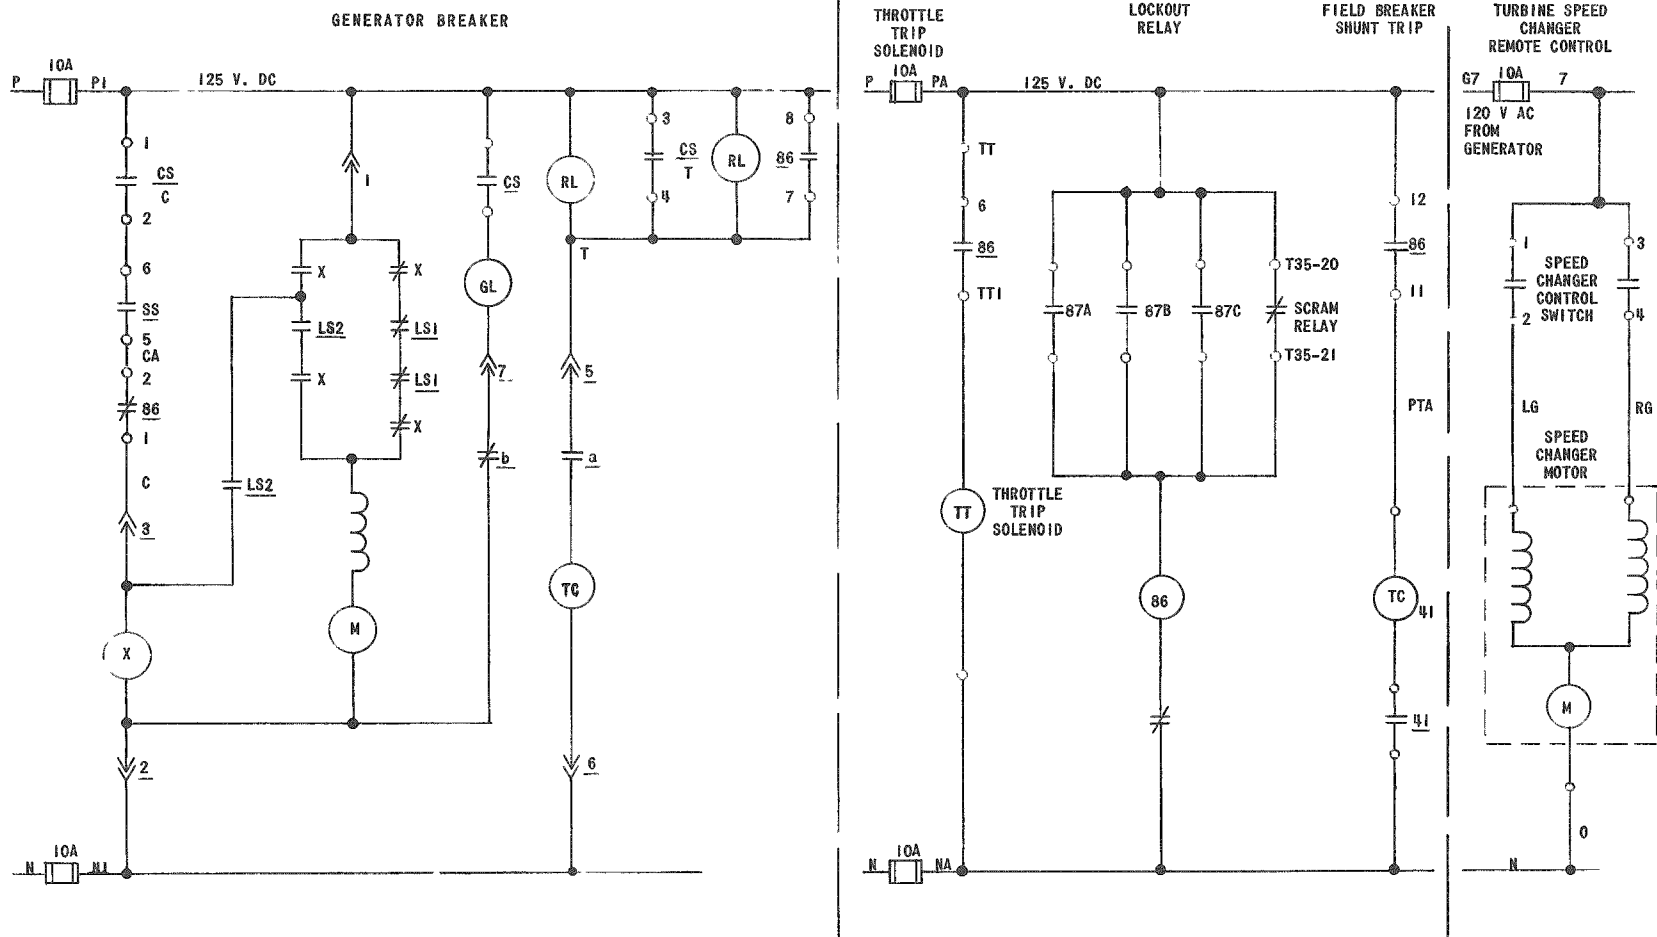 GENERATOR BREAKER
P
10A
P1
125 V. DC
1
CS
C
2
6
SS
5
CA
2
86
1
C
3
X
2
N
10A
N1
1
X
X
LS2
LS1
X
LS1
X
LS2
M
CS
GL
7
b
RL
T
5
a
TC
6
3
CS
T
4
RL
8
86
7
THROTTLE
TRIP
SOLENOID
P
10A
PA
125 V. DC
TT
6
86
TT1
TT
THROTTLE
TRIP
SOLENOID
N
10A
NA
LOCKOUT
RELAY
87A
87B
87C
T35-20
SCRAM
RELAY
T35-21
86
FIELD BREAKER
SHUNT TRIP
12
86
11
PTA
TC
41
41
TURBINE SPEED
CHANGER
REMOTE CONTROL
G7
10A
7
120 V AC
FROM
GENERATOR
1
3
SPEED
CHANGER
CONTROL
SWITCH
2
4
LG
RG
SPEED
CHANGER
MOTOR
M
0
N